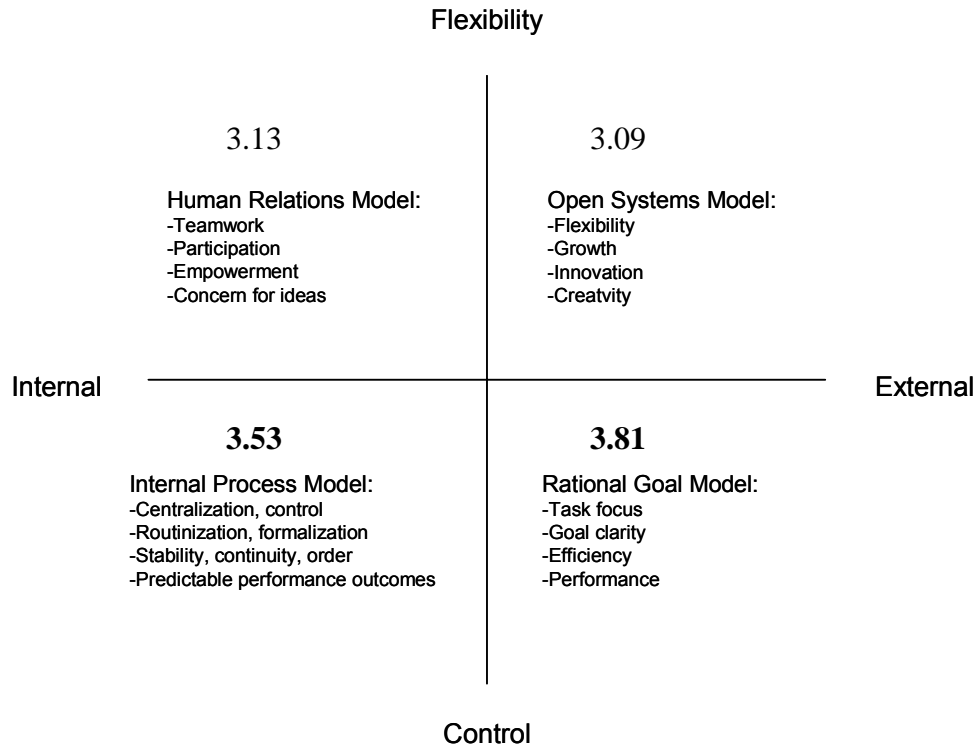 Flexibility
3.13
Human Relations Model:
-Teamwork
-Participation
-Empowerment
-Concern for ideas
3.09
Open Systems Model:
-Flexibility
-Growth
-Innovation
-Creatvity
Internal
External
3.53
Internal Process Model:
-Centralization, control
-Routinization, formalization
-Stability, continuity, order
-Predictable performance outcomes
3.81
Rational Goal Model:
-Task focus
-Goal clarity
-Efficiency
-Performance
Control